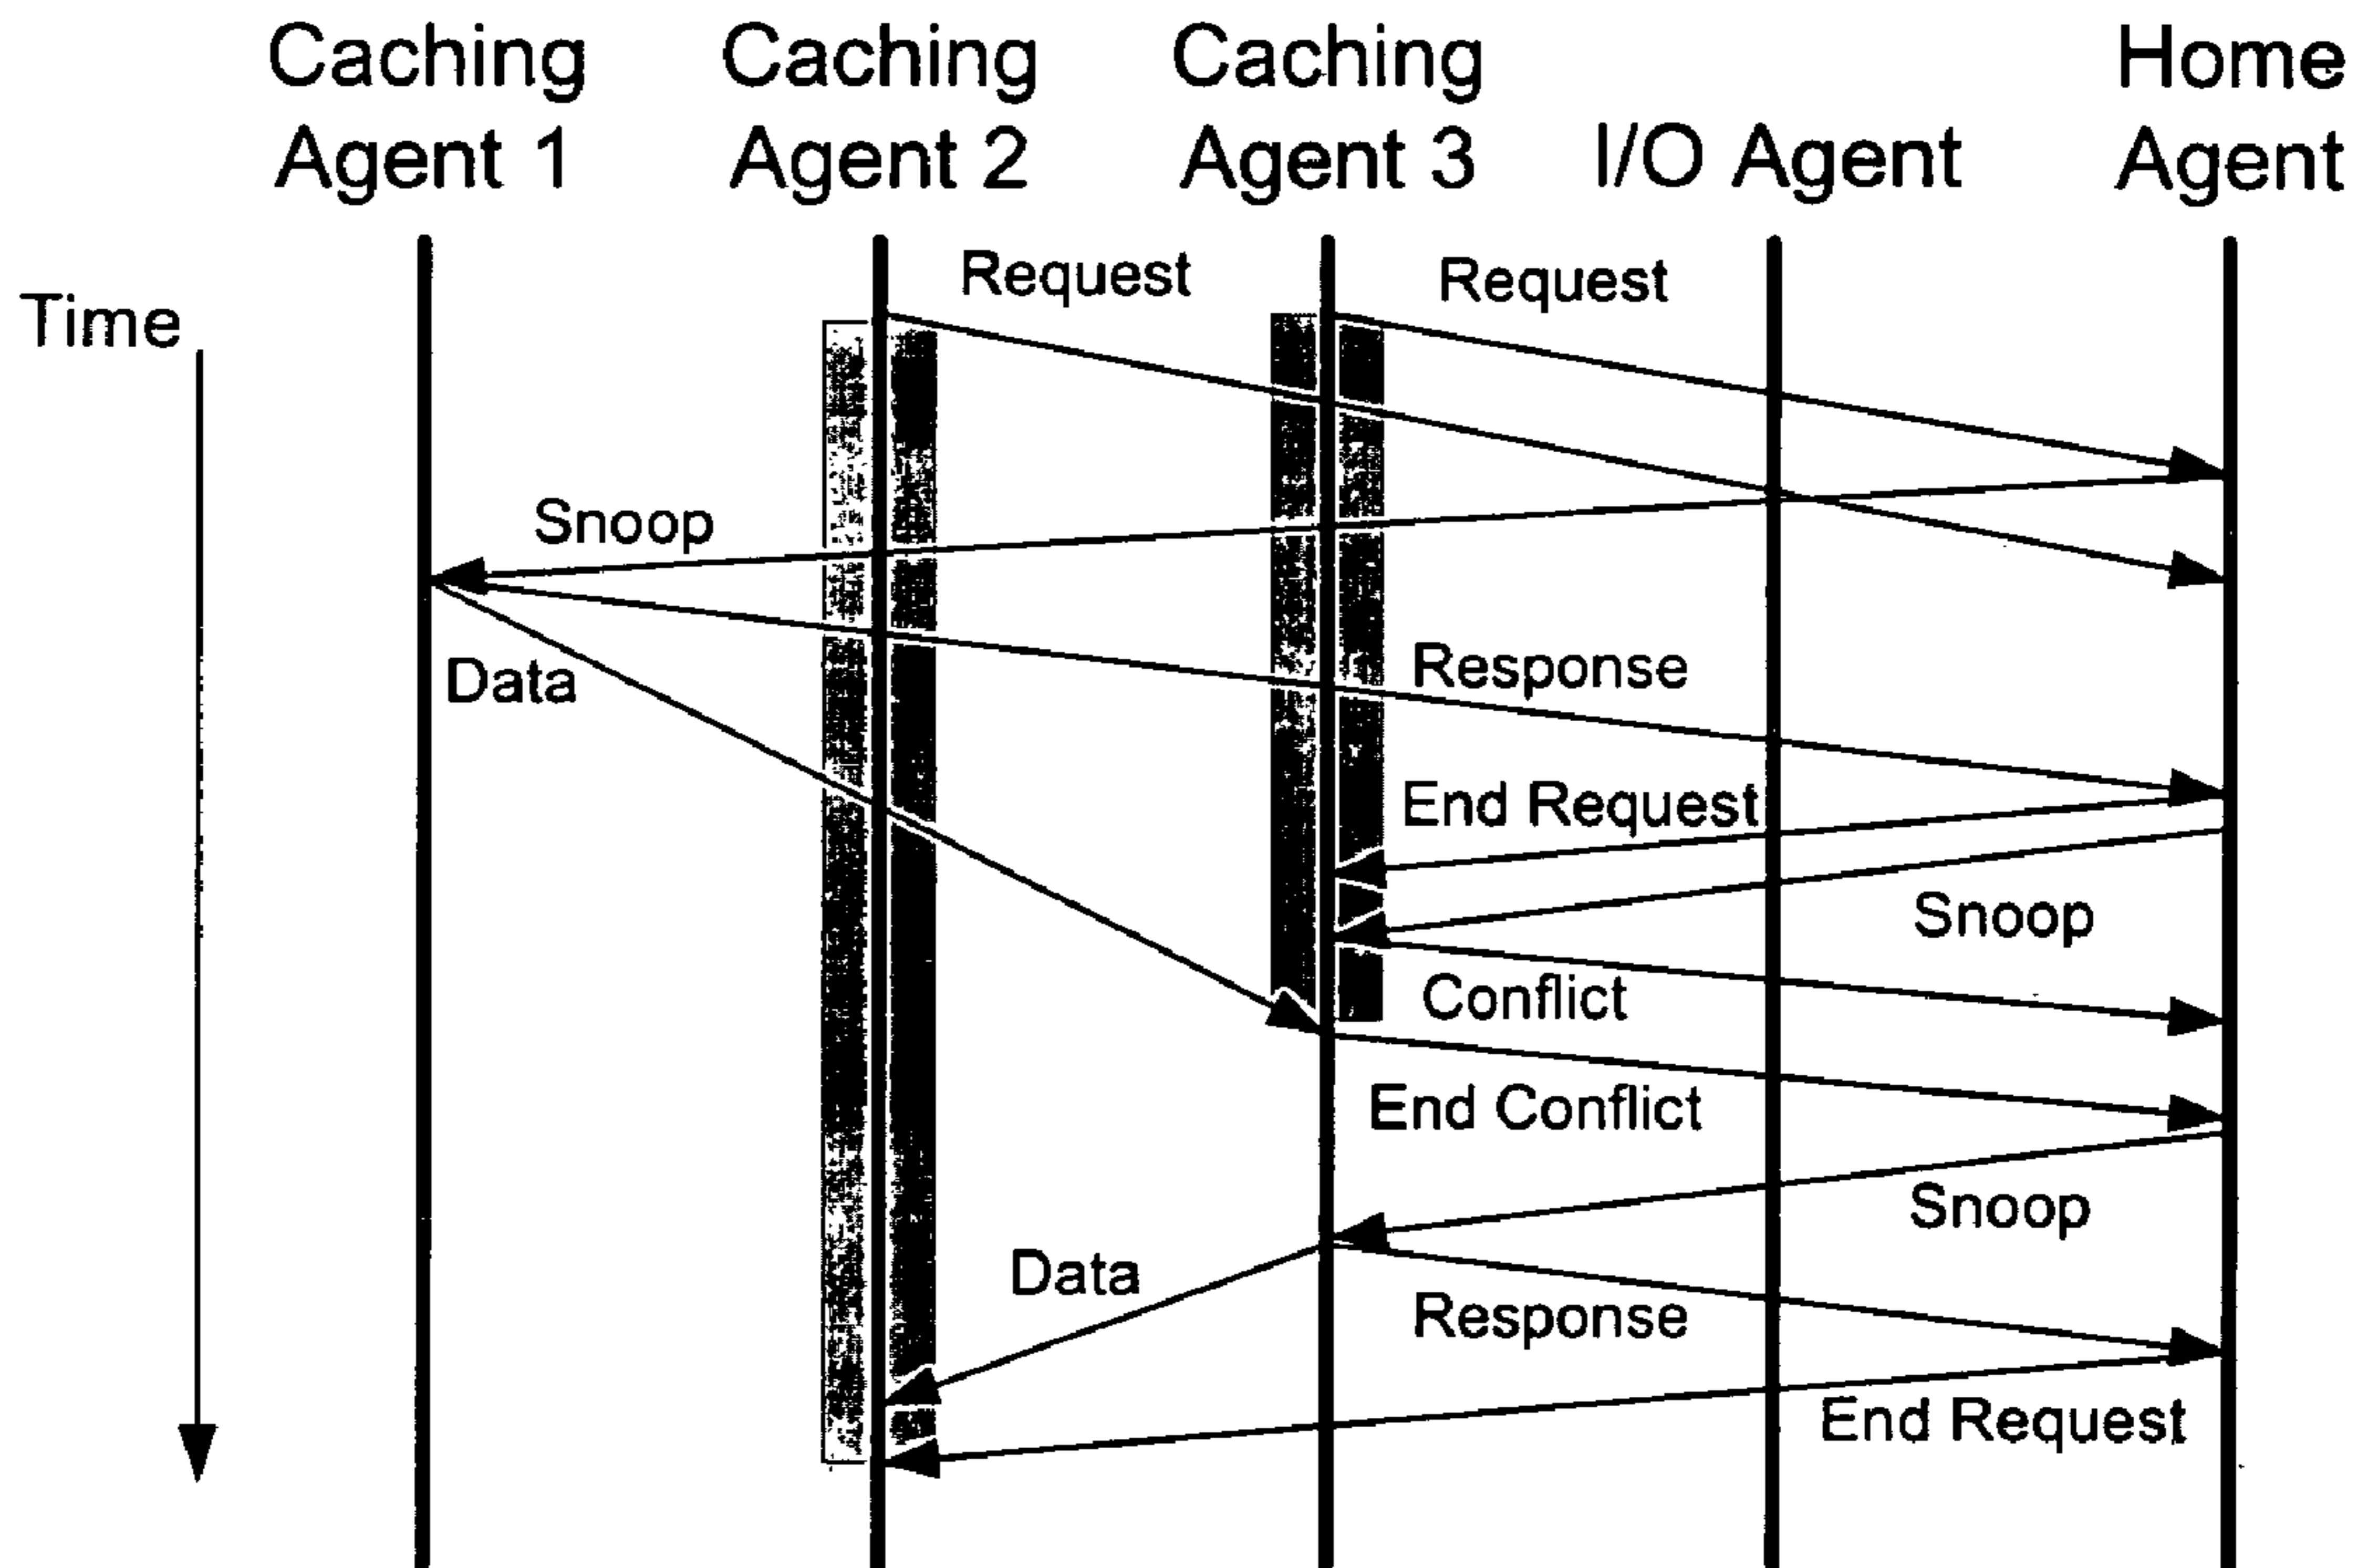 Caching Agent 1
Caching Agent 2
Caching Agent 3
I/O Agent
Home Agent
Time
Request
Request
Snoop
Response
Data
End Request
Snoop
Conflict
End Conflict
Snoop
Data
Response
End Request